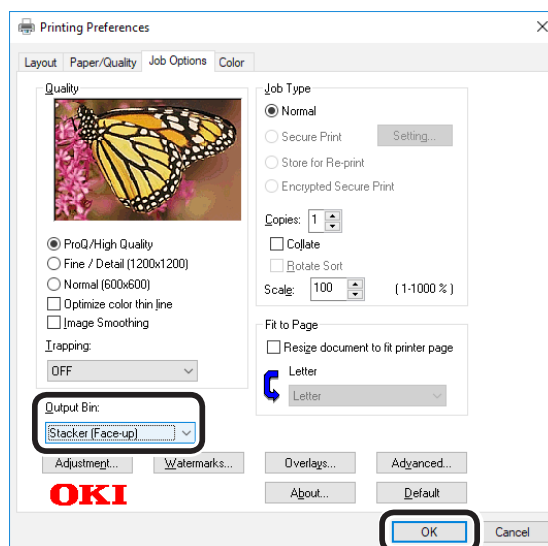 Printing Preferences
Layout Paper/Quality Job Options Color
Quality
ProQ/High Quality
Fine / Detail (1200x1200)
Normal (600x600)
Optimize color thin line
Image Smoothing
Trapping:
OFF
Output Bin:
Stacker (Face-up)
Job Type
Normal
Secure Print Setting...
Store for Re-print
Encrypted Secure Print
Copies: 1
Collate
Rotate Sort
Scale: 100 (1-1000 %)
Fit to Page
Resize document to fit printer page
Letter
Letter
Adjustment... Watermarks... Overlays... Advanced...
OKI About... Default
OK Cancel